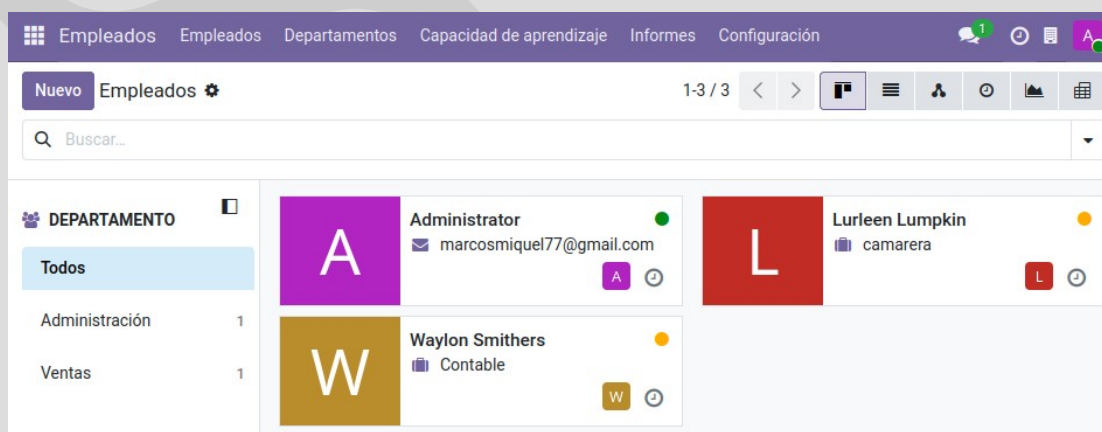 Empleados Empleados Departamentos Capacidad de aprendizaje Informes Configuración 1 A
Nuevo Empleados 1-3 / 3
Buscar...
DEPARTAMENTO
Todos
Administración 1
Ventas 1
A
Administrator
marcosmiquel77@gmail.com
A
L
Lurleen Lumpkin
camarera
L
W
Waylon Smithers
Contable
W